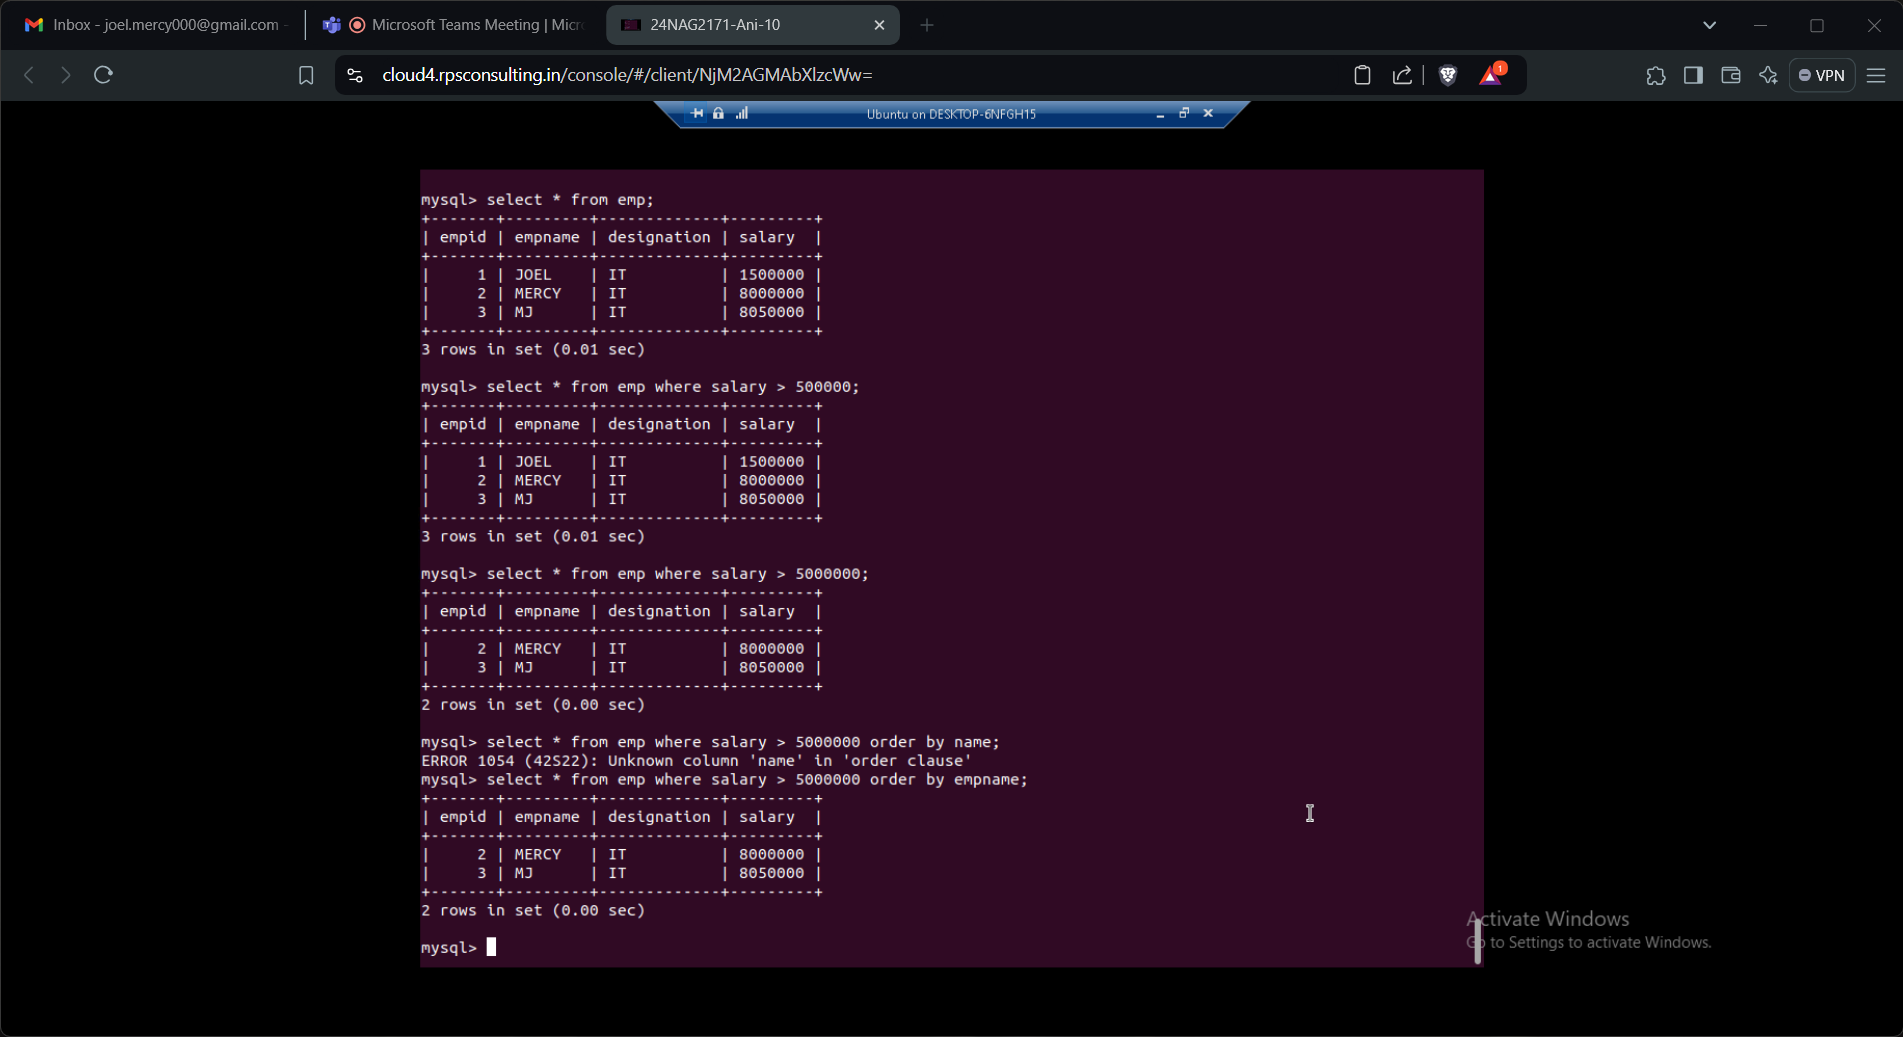 Inbox - joel.mercy000@gmail.com -
Microsoft Teams Meeting | Micro
24NAG2171-Ani-10
cloud4.rpsconsulting.in/console/#/client/NjM2AGMAbXlzcWw=
1
VPN
Ubuntu on DESKTOP-6NFGH15
mysql> select * from emp;
+-------+---------+-------------+---------+
| empid | empname | designation | salary  |
+-------+---------+-------------+---------+
|     1 | JOEL    | IT          | 1500000 |
|     2 | MERCY   | IT          | 8000000 |
|     3 | MJ      | IT          | 8050000 |
+-------+---------+-------------+---------+
3 rows in set (0.01 sec)
mysql> select * from emp where salary > 500000;
+-------+---------+-------------+---------+
| empid | empname | designation | salary  |
+-------+---------+-------------+---------+
|     1 | JOEL    | IT          | 1500000 |
|     2 | MERCY   | IT          | 8000000 |
|     3 | MJ      | IT          | 8050000 |
+-------+---------+-------------+---------+
3 rows in set (0.01 sec)
mysql> select * from emp where salary > 5000000;
+-------+---------+-------------+---------+
| empid | empname | designation | salary  |
+-------+---------+-------------+---------+
|     2 | MERCY   | IT          | 8000000 |
|     3 | MJ      | IT          | 8050000 |
+-------+---------+-------------+---------+
2 rows in set (0.00 sec)
mysql> select * from emp where salary > 5000000 order by name;
ERROR 1054 (42S22): Unknown column 'name' in 'order clause'
mysql> select * from emp where salary > 5000000 order by empname;
+-------+---------+-------------+---------+
| empid | empname | designation | salary  |
+-------+---------+-------------+---------+
|     2 | MERCY   | IT          | 8000000 |
|     3 | MJ      | IT          | 8050000 |
+-------+---------+-------------+---------+
2 rows in set (0.00 sec)
mysql>
Activate Windows
Go to Settings to activate Windows.